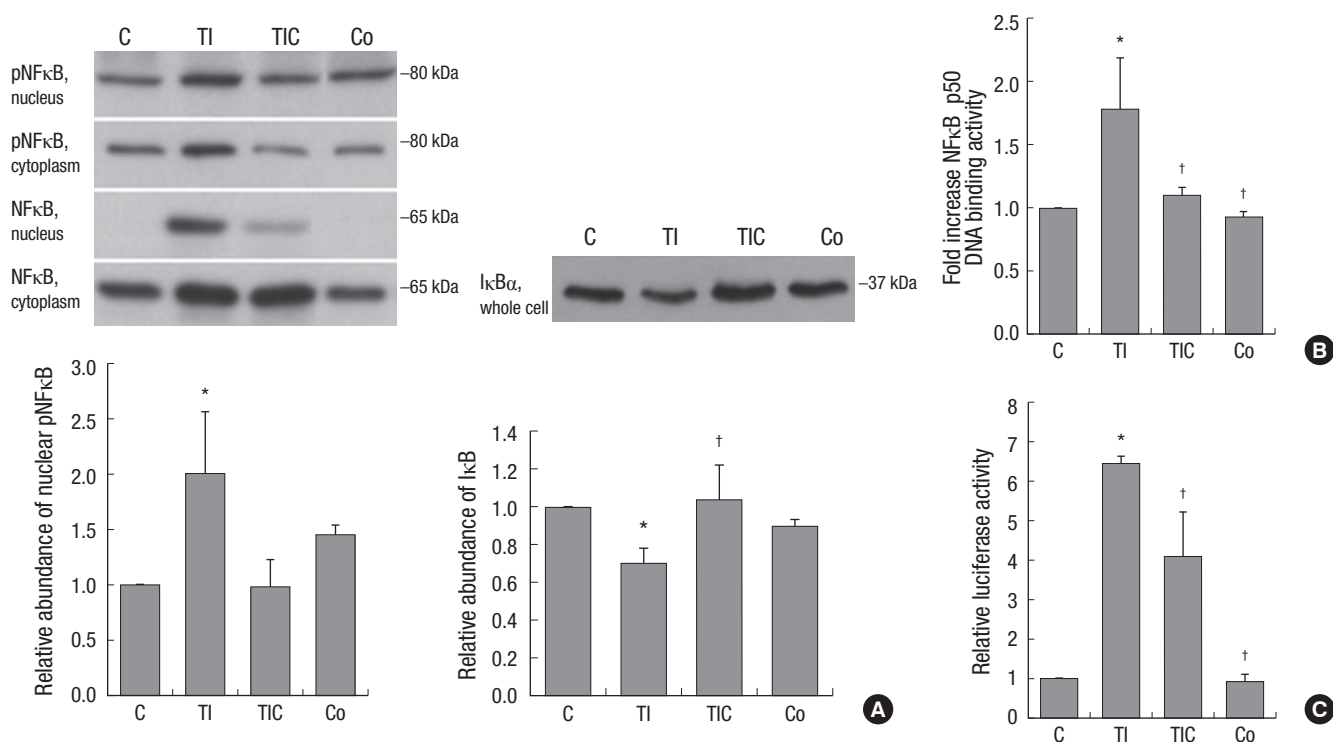 C TI TIC Co
pNFκB,
nucleus
–80 kDa
pNFκB,
cytoplasm
–80 kDa
NFκB,
nucleus
–65 kDa
NFκB,
cytoplasm
–65 kDa
C TI TIC Co
IκBα,
whole cell
–37 kDa
Relative abundance of nuclear pNFκB
3.0
2.5
2.0
1.5
1.0
0.5
0.0
*
C TI TIC Co
Relative abundance of IκB
1.4
1.2
1.0
0.8
0.6
0.4
0.2
0.0
*
†
C TI TIC Co
A
Fold increase NFκB p50
DNA binding activity
2.5
2.0
1.5
1.0
0.5
0.0
*
†
†
C TI TIC Co
B
Relative luciferase activity
8
7
6
5
4
3
2
1
0
*
†
†
C TI TIC Co
C